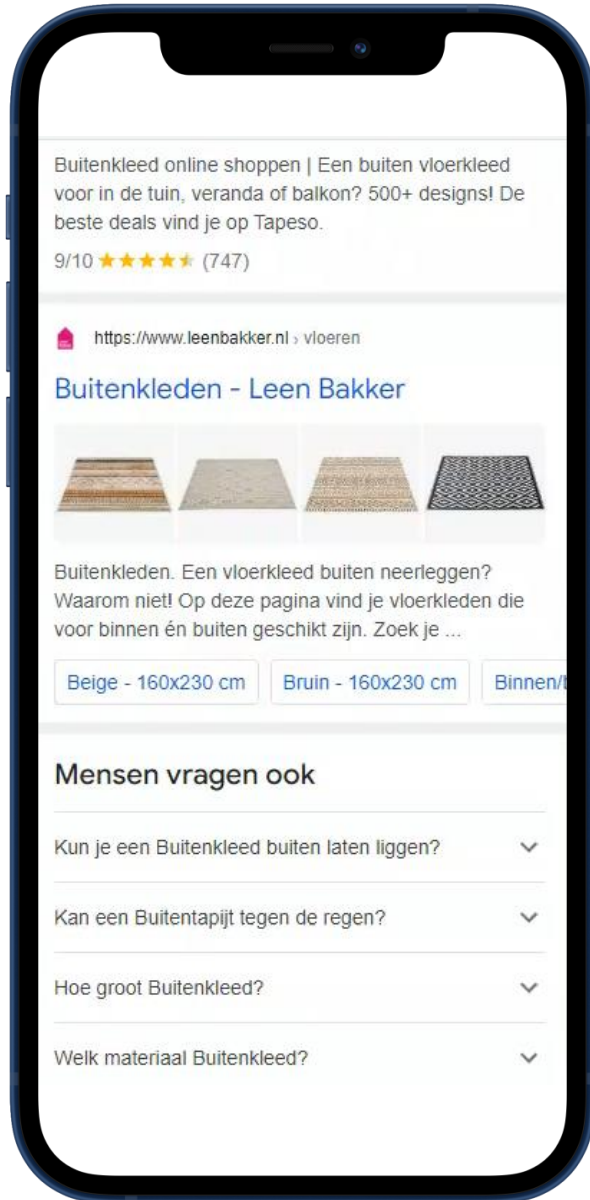 Buitenkleed online shoppen | Een buiten vloerkleed
voor in de tuin, veranda of balkon? 500+ designs! De
beste deals vind je op Tapeso.
9/10 ★★★★★ (747)
https://www.leenbakker.nl › vloeren
Buitenkleden - Leen Bakker
Buitenkleden. Een vloerkleed buiten neerleggen?
Waarom niet! Op deze pagina vind je vloerkleden die
voor binnen én buiten geschikt zijn. Zoek je ...
Beige - 160x230 cm Bruin - 160x230 cm Binnen/
Mensen vragen ook
Kun je een Buitenkleed buiten laten liggen?
Kan een Buitentapijt tegen de regen?
Hoe groot Buitenkleed?
Welk materiaal Buitenkleed?